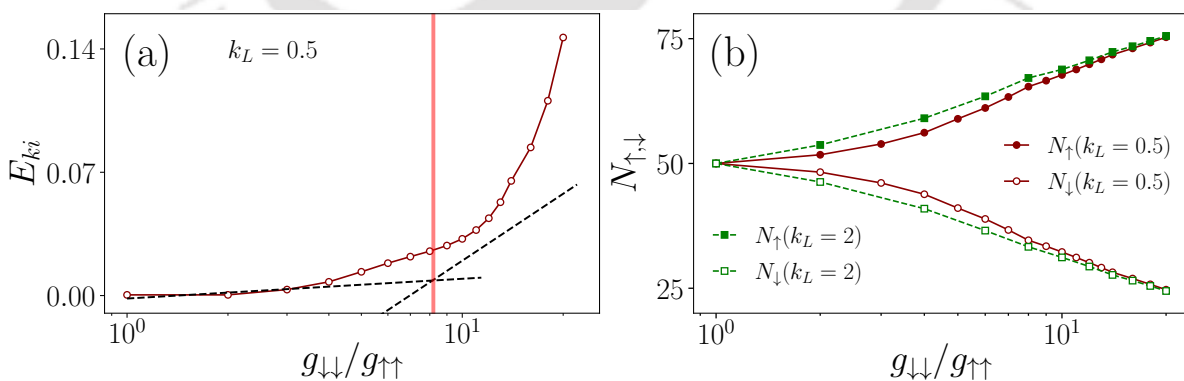 (a)
k_L = 0.5
E_{ki}
0.14
0.07
0.00
10^0
10^1
g_{↓↓}/g_{↑↑}
(b)
N_{↑,↓}
75
50
25
N_↑(k_L = 0.5)
N_↓(k_L = 0.5)
N_↑(k_L = 2)
N_↓(k_L = 2)
10^0
10^1
g_{↓↓}/g_{↑↑}